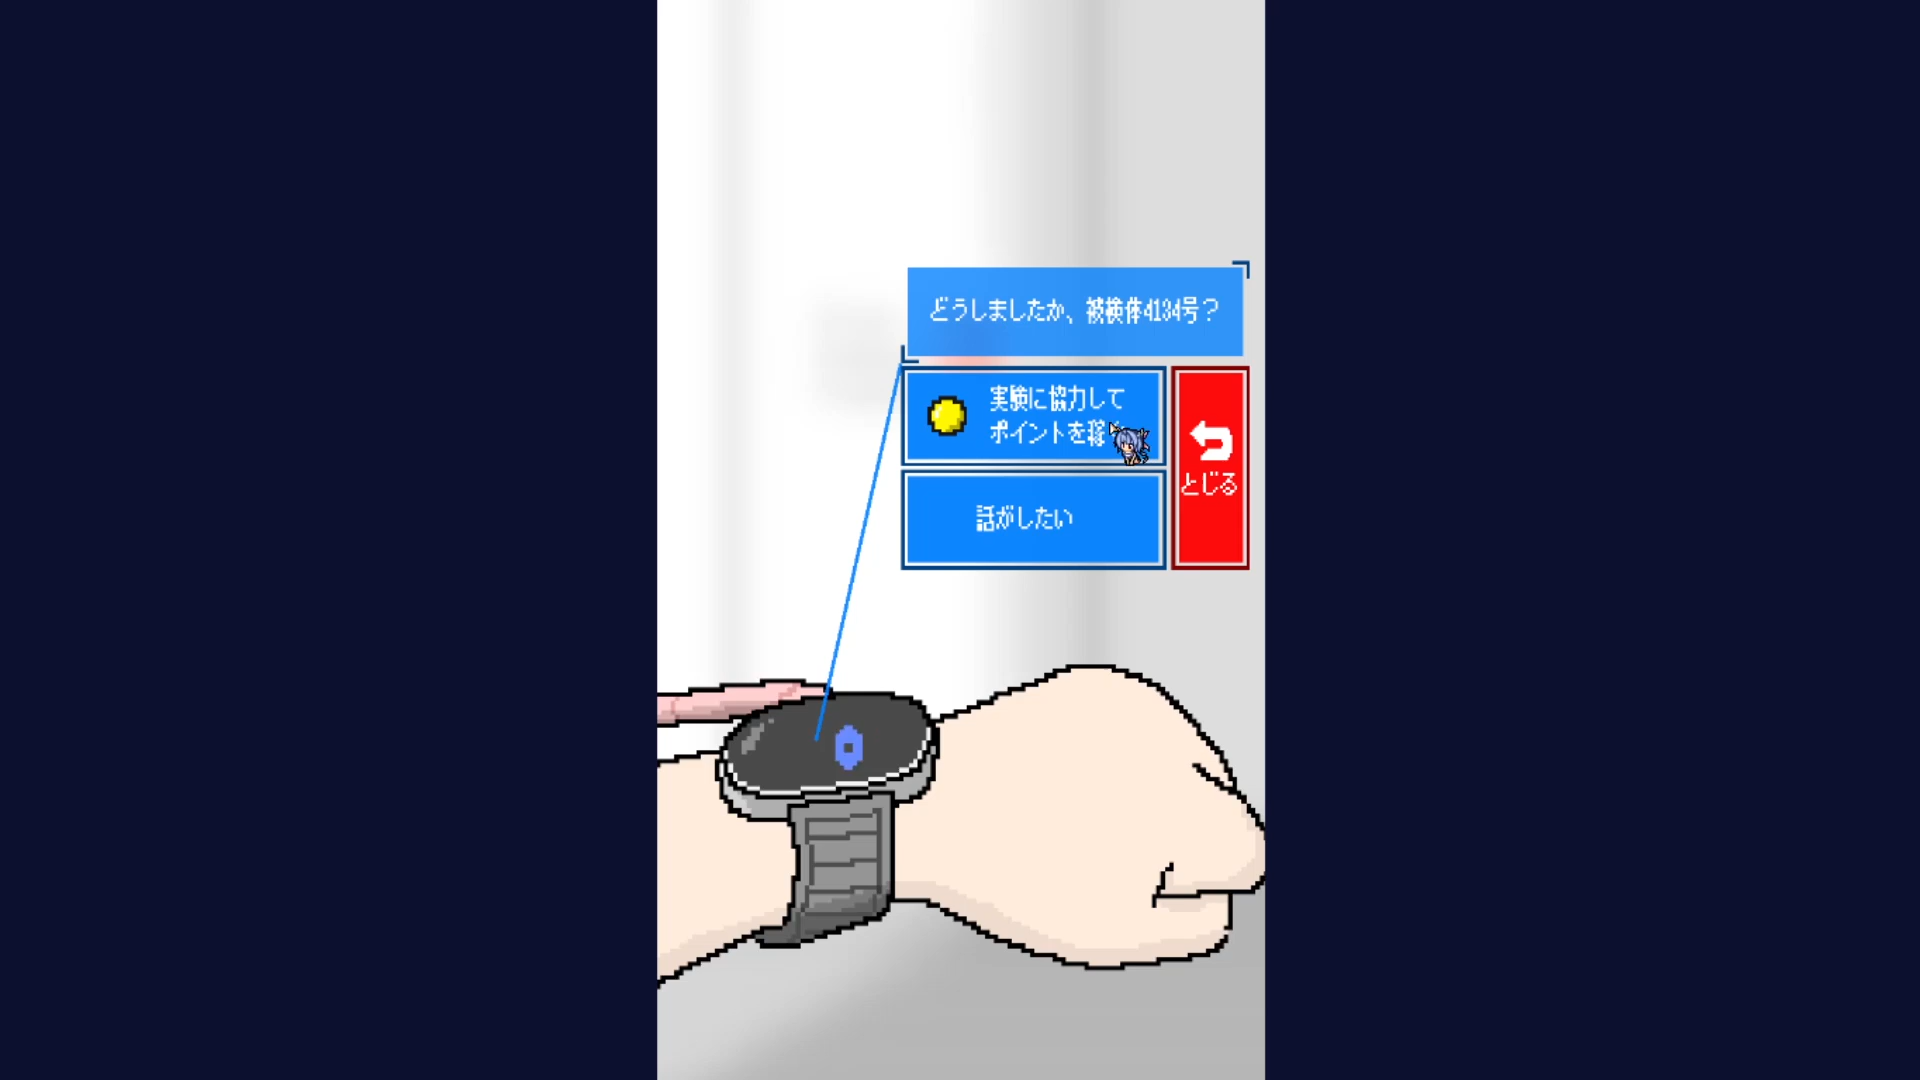 どうしましたか、被検体4134号？
実験に協力して
ポイントを稼
話がしたい
とじる